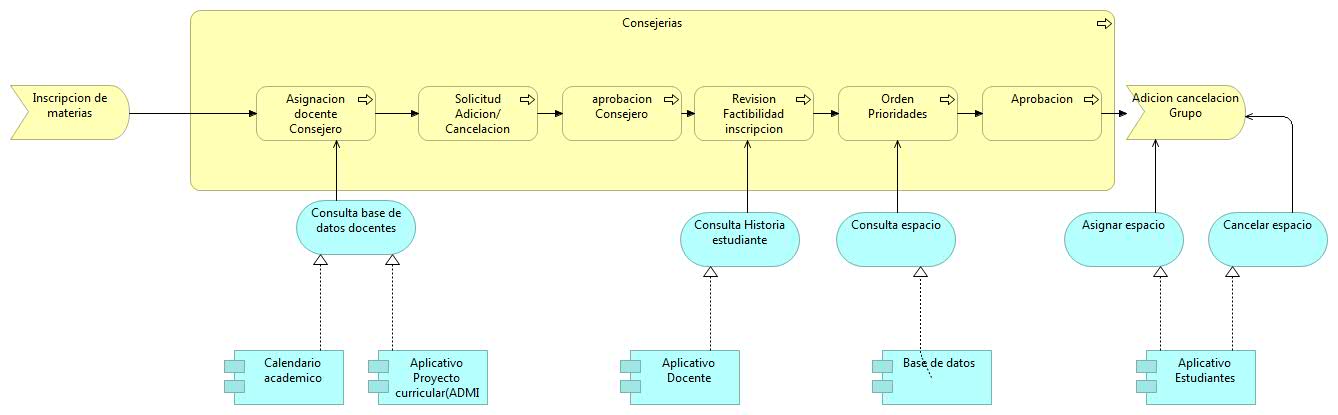 Consejerias
Inscripcion de
materias
Asignacion
docente
Consejero
Solicitud
Adicion/
Cancelacion
aprobacion
Consejero
Revision
Factibilidad
inscripcion
Orden
Prioridades
Aprobacion
Adicion cancelacion
Grupo
Consulta base de
datos docentes
Consulta Historia
estudiante
Consulta espacio
Asignar espacio
Cancelar espacio
Calendario
academico
Aplicativo
Proyecto
curricular(ADMI
Aplicativo
Docente
Base de datos
Aplicativo
Estudiantes